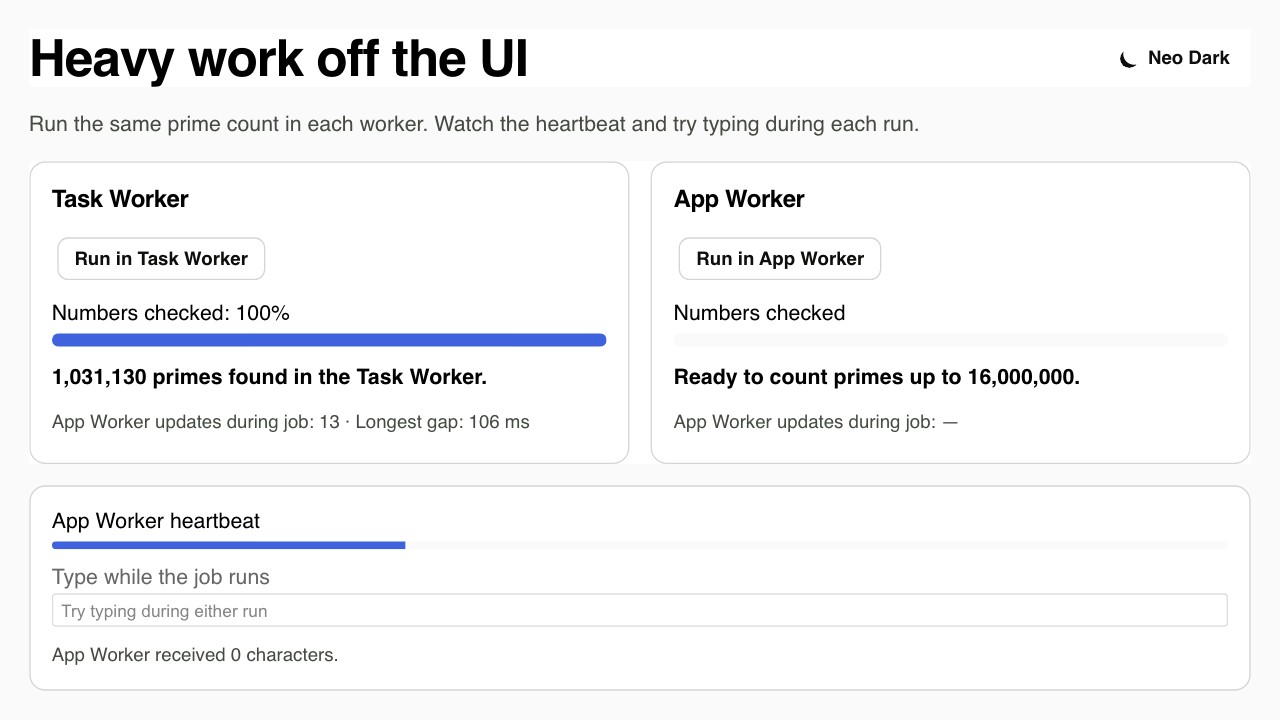 Heavy work off the UI
Neo Dark
Run the same prime count in each worker. Watch the heartbeat and try typing during each run.
Task Worker
Run in Task Worker
Numbers checked: 100%
1,031,130 primes found in the Task Worker.
App Worker updates during job: 13 · Longest gap: 106 ms
App Worker
Run in App Worker
Numbers checked
Ready to count primes up to 16,000,000.
App Worker updates during job: —
App Worker heartbeat
Type while the job runs
Try typing during either run
App Worker received 0 characters.